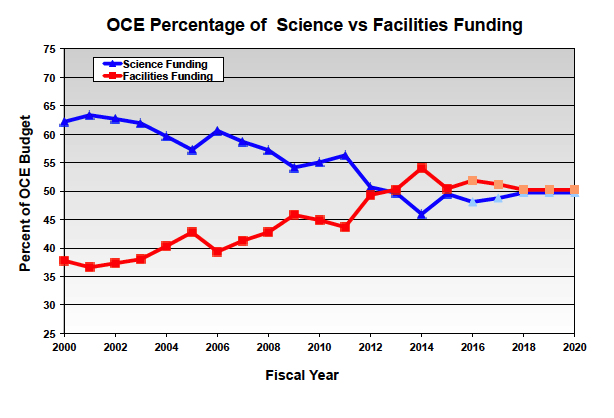 OCE Percentage of  Science vs Facilities Funding
Science Funding
Facilities Funding
Percent of OCE Budget
75
70
65
60
55
50
45
40
35
30
25
2000 2002 2004 2006 2008 2010 2012 2014 2016 2018 2020
Fiscal Year